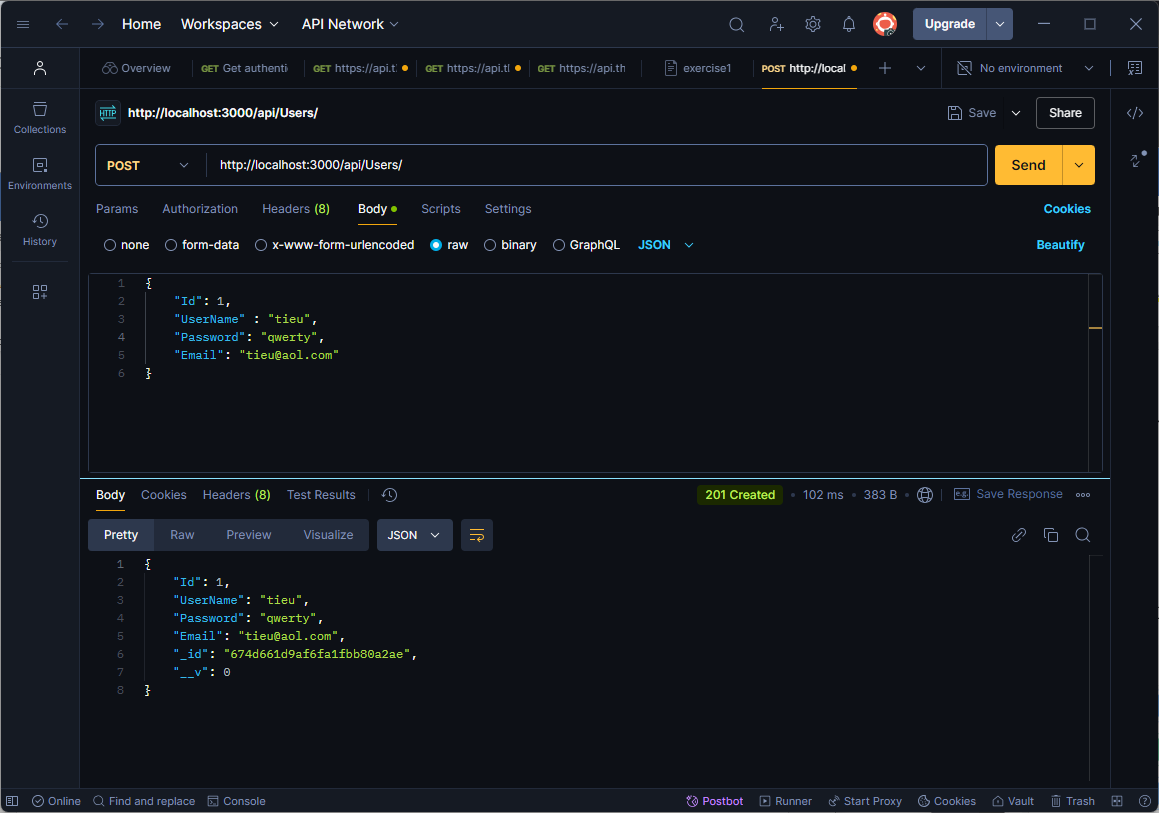 Home Workspaces API Network Upgrade
Overview GET Get authenti GET https://api.t GET https://api.tl GET https://api.th exercise1 POST http://local No environment
HTTP http://localhost:3000/api/Users/ Save Share
Collections
Environments
History
POST http://localhost:3000/api/Users/ Send
Params Authorization Headers (8) Body Scripts Settings Cookies
none form-data x-www-form-urlencoded raw binary GraphQL JSON Beautify
1 {
2 "Id": 1,
3 "UserName" : "tieu",
4 "Password": "qwerty",
5 "Email": "tieu@aol.com"
6 }
Body Cookies Headers (8) Test Results 201 Created • 102 ms • 383 B • Save Response
Pretty Raw Preview Visualize JSON
1 {
2 "Id": 1,
3 "UserName": "tieu",
4 "Password": "qwerty",
5 "Email": "tieu@aol.com",
6 "_id": "674d661d9af6fa1fbb80a2ae",
7 "__v": 0
8 }
Online Find and replace Console Postbot Runner Start Proxy Cookies Vault Trash